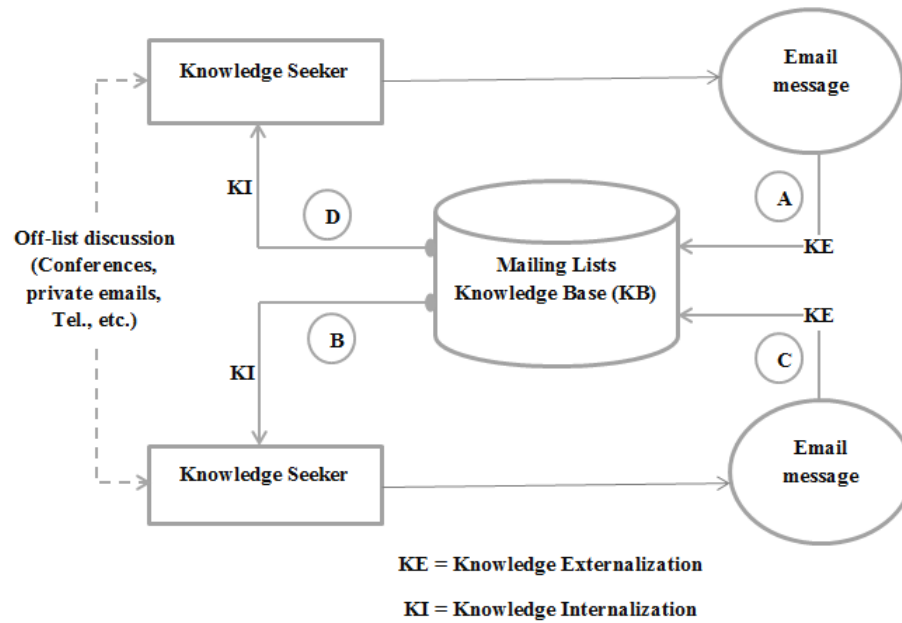 Knowledge Seeker
Email
message
KI
D
A
KE
Off-list discussion
(Conferences,
private emails,
Tel., etc.)
Mailing Lists
Knowledge Base (KB)
KE
B
KI
C
Knowledge Seeker
Email
message
KE = Knowledge Externalization
KI = Knowledge Internalization